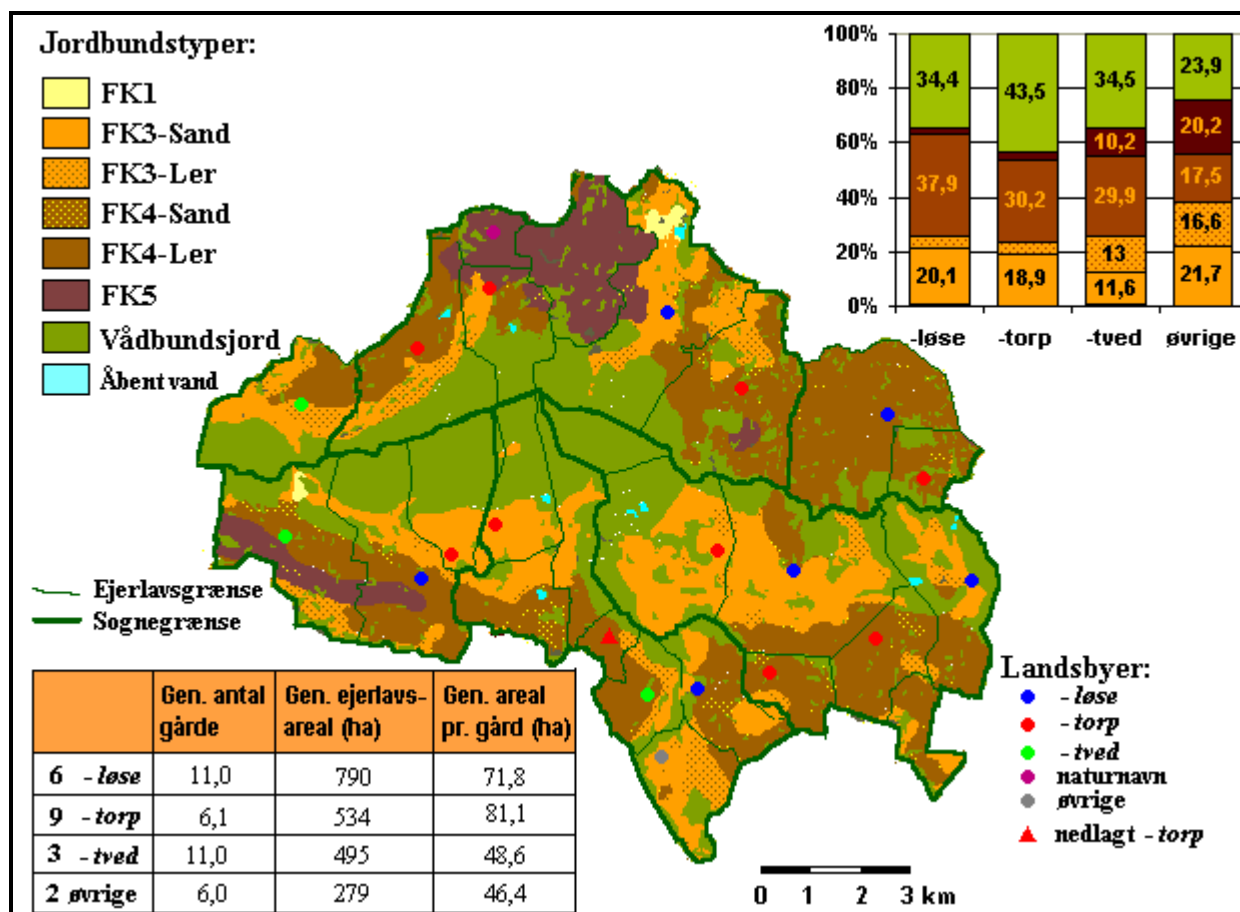 Jordbundstyper:
FK1
FK3-Sand
FK3-Ler
FK4-Sand
FK4-Ler
FK5
Vådbundsjord
Åbent vand
100%
80%
60%
40%
20%
0%
34,4
43,5
34,5
23,9
10,2
20,2
37,9
30,2
29,9
17,5
13
16,6
20,1
18,9
11,6
21,7
-løse -torp -tved øvrige
Ejerlavsgrænse
Sognegrænse
Gen. antal gårde
Gen. ejerlavs-areal (ha)
Gen. areal pr. gård (ha)
6 -løse 11,0 790 71,8
9 -torp 6,1 534 81,1
3 -tved 11,0 495 48,6
2 øvrige 6,0 279 46,4
Landsbyer:
-løse
-torp
-tved
naturnavn
øvrige
nedlagt -torp
0 1 2 3 km